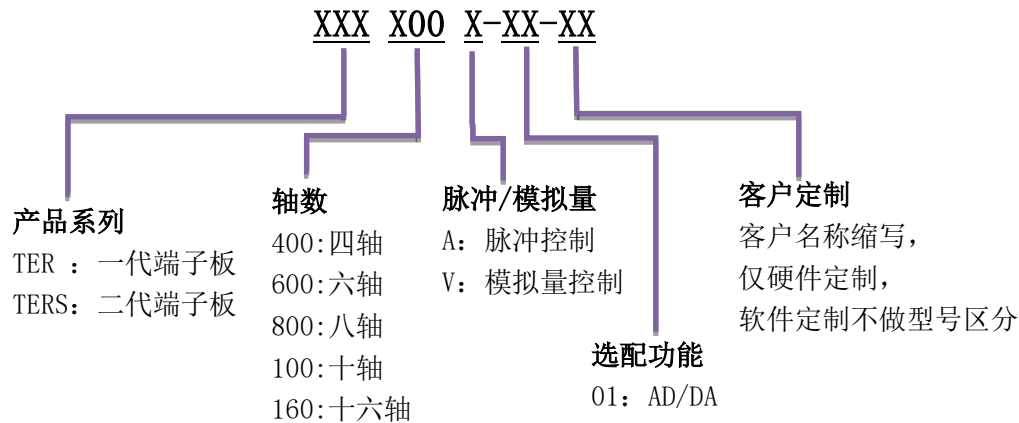 XXX X00 X-XX-XX
产品系列
TER ：一代端子板
TERS：二代端子板
轴数
400:四轴
600:六轴
800:八轴
100:十轴
160:十六轴
脉冲/模拟量
A：脉冲控制
V：模拟量控制
选配功能
01：AD/DA
客户定制
客户名称缩写，
仅硬件定制，
软件定制不做型号区分